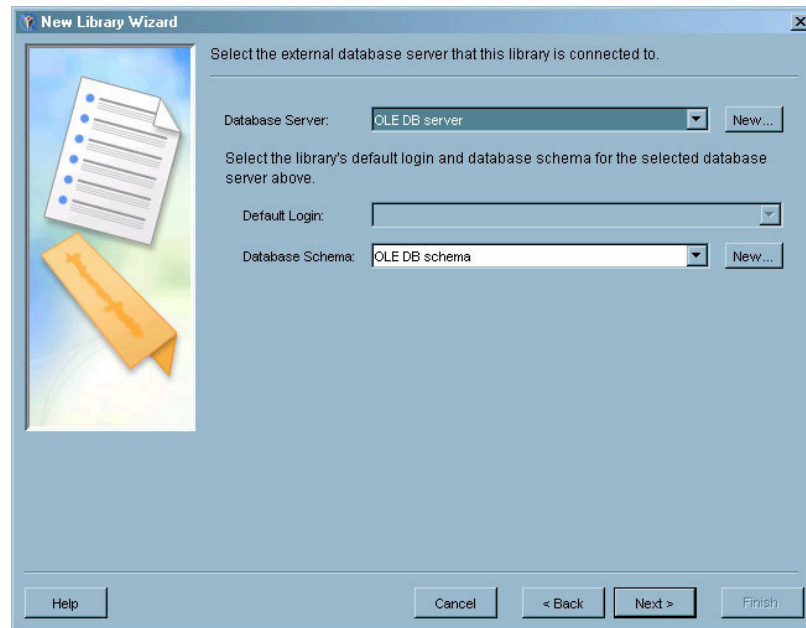 New Library Wizard
Select the external database server that this library is connected to.
Database Server: OLE DB server New...
Select the library's default login and database schema for the selected database
server above.
Default Login:
Database Schema: OLE DB schema New...
Help Cancel < Back Next > Finish